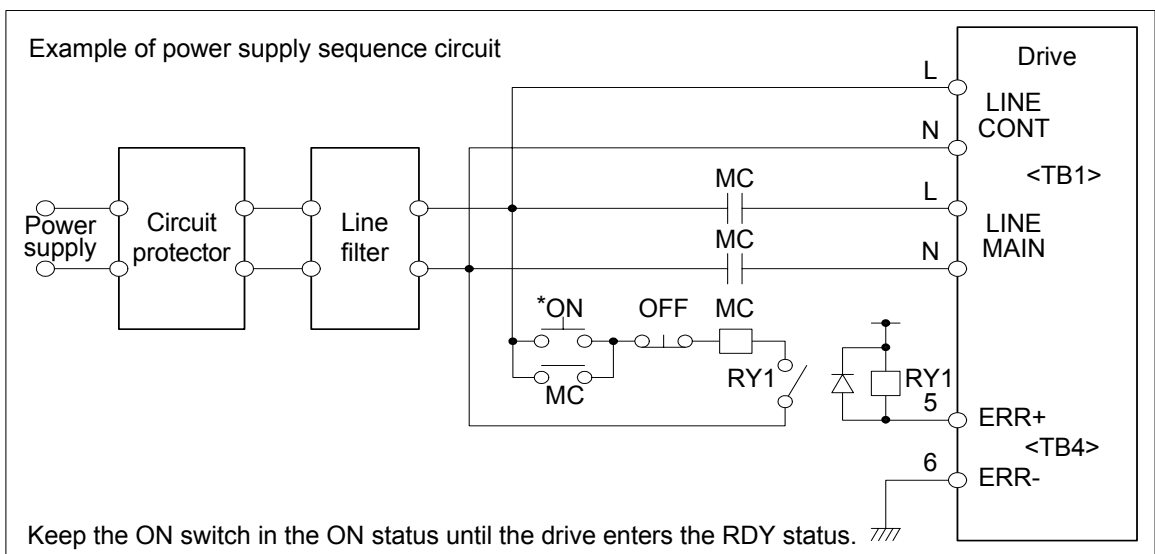 Example of power supply sequence circuit
Drive
L
LINE
CONT
N
<TB1>
MC
L
Power
supply
Circuit
protector
Line
filter
LINE
MAIN
MC
N
*ON
OFF
MC
MC
RY1
RY1
5
ERR+
<TB4>
6
ERR-
Keep the ON switch in the ON status until the drive enters the RDY status.